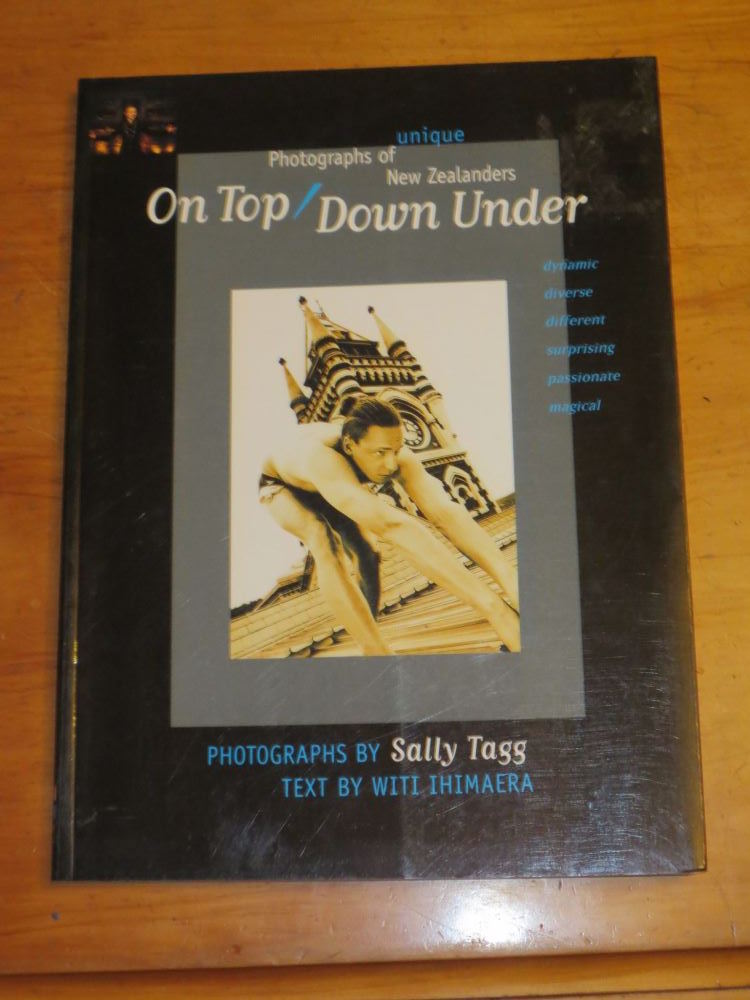 unique
Photographs of
New Zealanders
On Top / Down Under
dynamic
diverse
different
surprising
passionate
magical
PHOTOGRAPHS BY Sally Tagg
TEXT BY WITI IHIMAERA